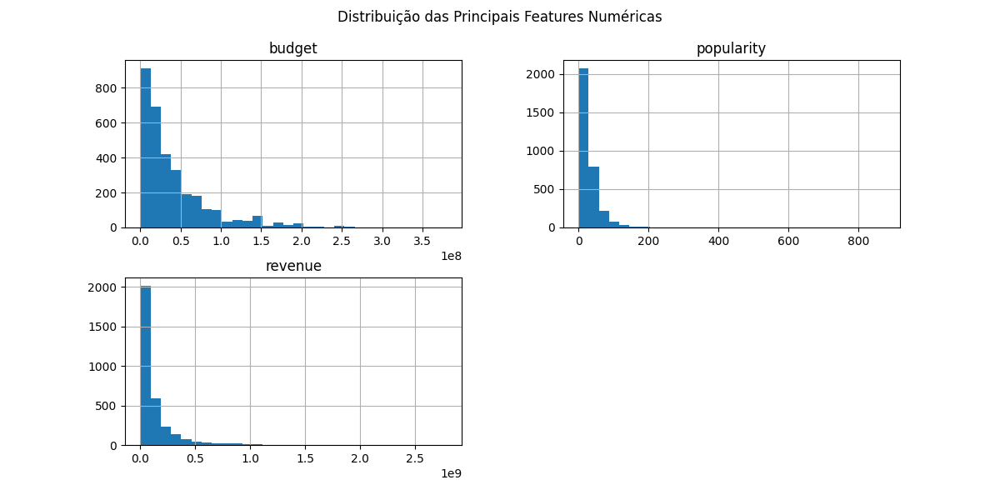 Distribuição das Principais Features Numéricas
budget
800
600
400
200
0
0.0 0.5 1.0 1.5 2.0 2.5 3.0 3.5
1e8
popularity
2000
1500
1000
500
0
0 200 400 600 800
revenue
2000
1500
1000
500
0
0.0 0.5 1.0 1.5 2.0 2.5
1e9